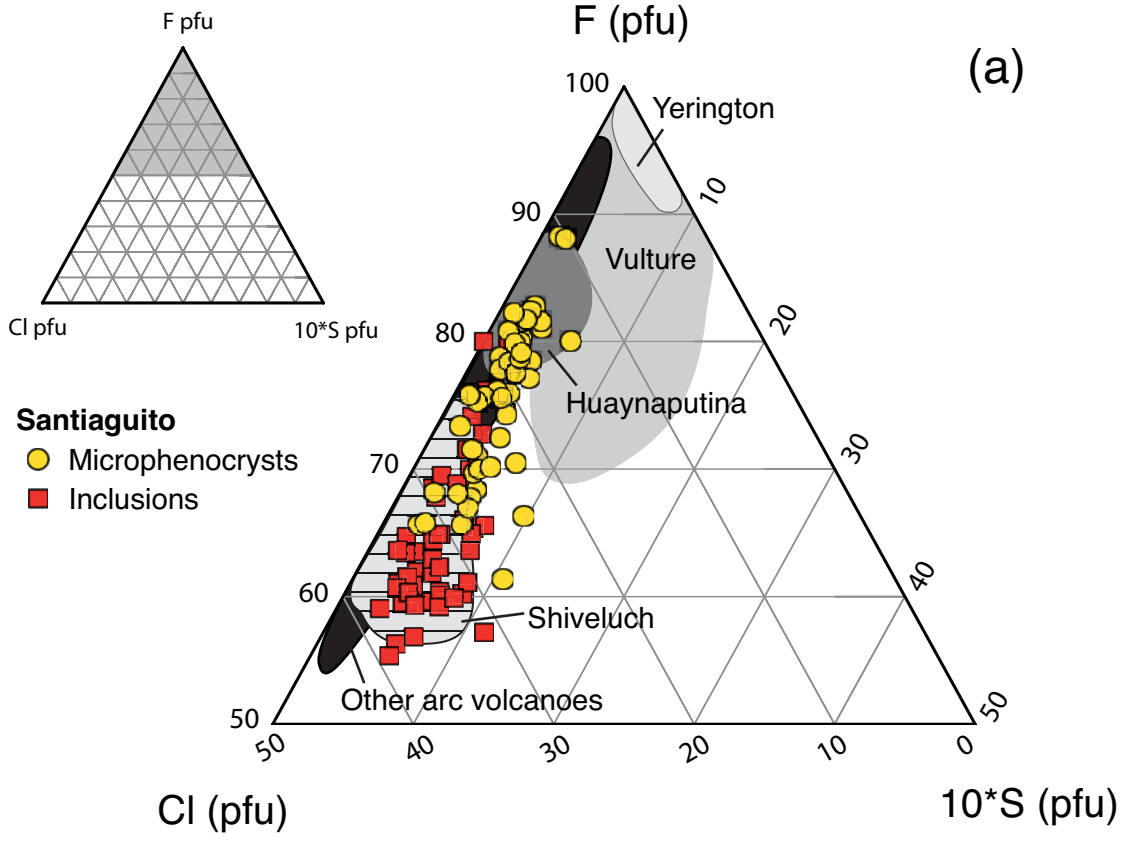 F pfu
Cl pfu
10*S pfu
F (pfu)
(a)
100
Yerington
10
90
Vulture
20
80
Huaynaputina
Santiaguito
Microphenocrysts
Inclusions
70
30
60
40
Shiveluch
Other arc volcanoes
50
50
50
40
30
20
10
0
Cl (pfu)
10*S (pfu)